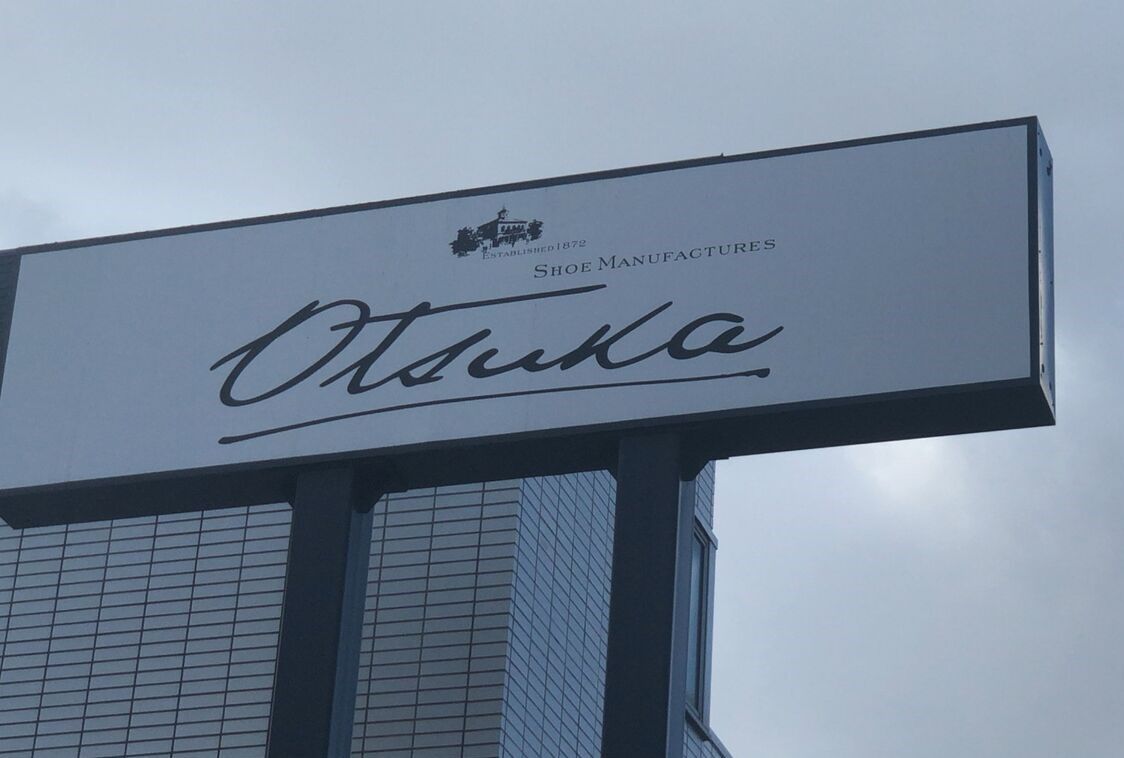 Established 1872
Shoe Manufactures
Otsuka